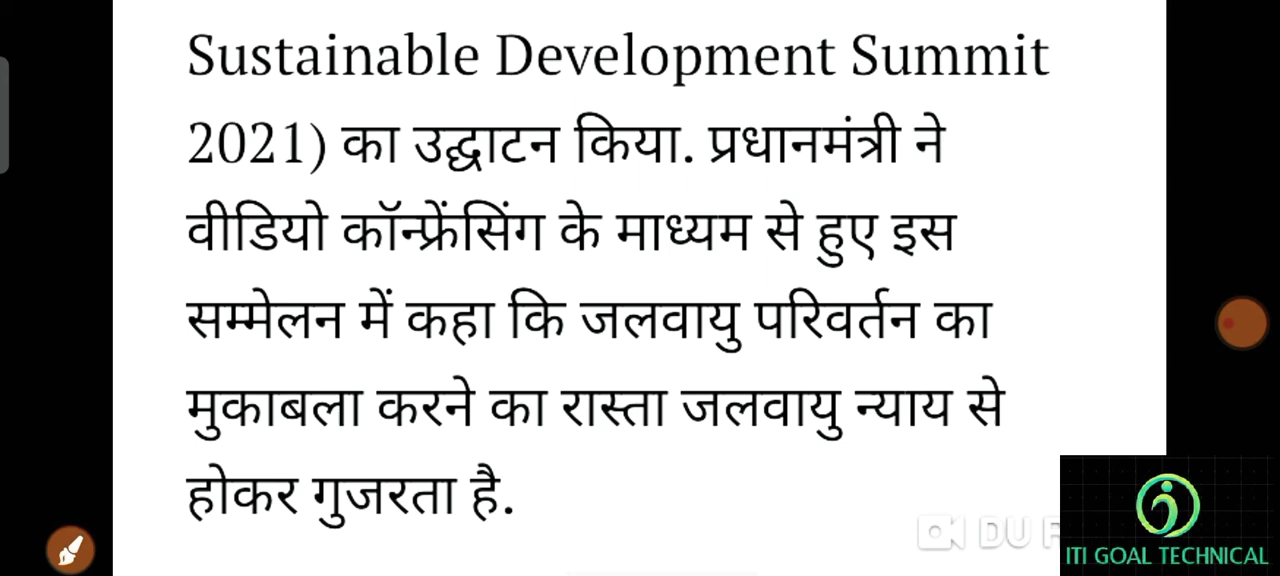 Sustainable Development Summit
2021) का उद्घाटन किया. प्रधानमंत्री ने
वीडियो कॉन्फ्रेंसिंग के माध्यम से हुए इस
सम्मेलन में कहा कि जलवायु परिवर्तन का
मुकाबला करने का रास्ता जलवायु न्याय से
होकर गुजरता है.
DU
ITI GOAL TECHNICAL